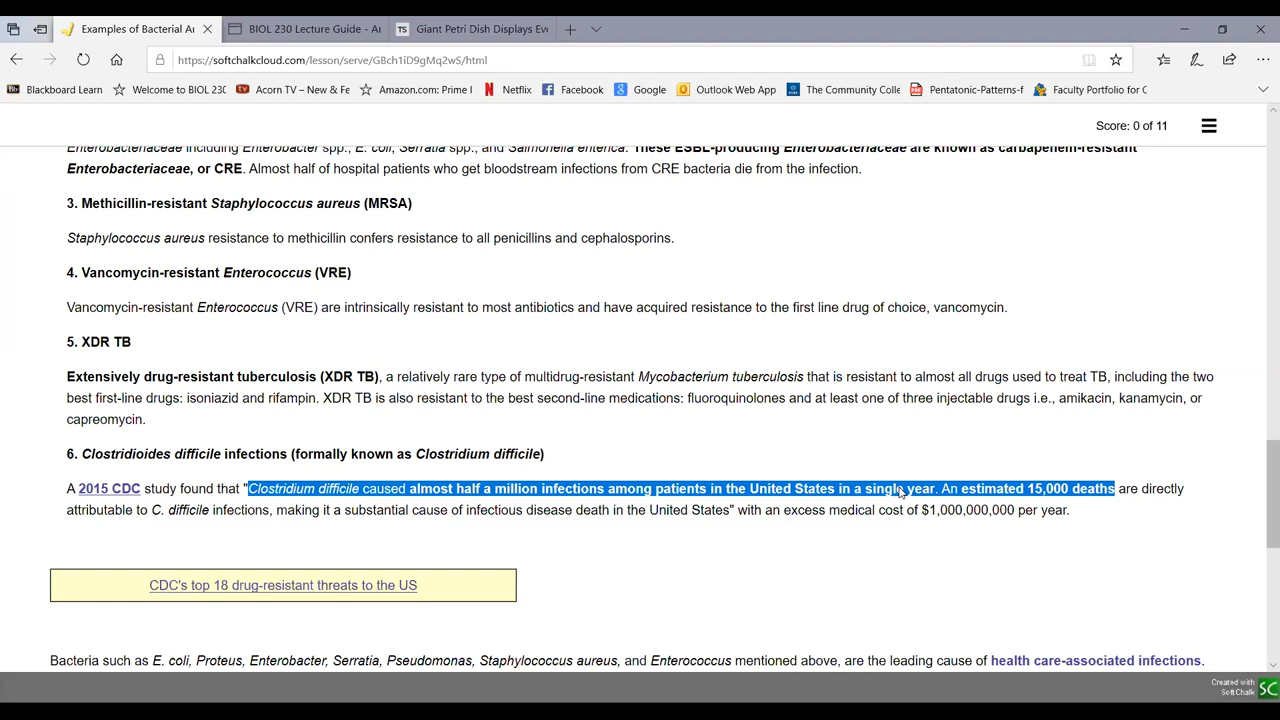 Examples of Bacterial Ar
BIOL 230 Lecture Guide - Ar
TS Giant Petri Dish Displays Evo
https://softchalkcloud.com/lesson/serve/GBch1iD9gMq2wS/html
Bb Blackboard Learn
Welcome to BIOL 230
tv Acorn TV – New & Fe
Amazon.com: Prime I
N Netflix
f Facebook
g Google
Outlook Web App
The Community Colle
Pentatonic-Patterns-f
Faculty Portfolio for C
Score: 0 of 11
Enterobacteriaceae including Enterobacter spp., E. coli, Serratia spp., and Salmonella enterica. These ESBL-producing Enterobacteriaceae are known as carbapenem-resistant
Enterobacteriaceae, or CRE. Almost half of hospital patients who get bloodstream infections from CRE bacteria die from the infection.
3. Methicillin-resistant Staphylococcus aureus (MRSA)
Staphylococcus aureus resistance to methicillin confers resistance to all penicillins and cephalosporins.
4. Vancomycin-resistant Enterococcus (VRE)
Vancomycin-resistant Enterococcus (VRE) are intrinsically resistant to most antibiotics and have acquired resistance to the first line drug of choice, vancomycin.
5. XDR TB
Extensively drug-resistant tuberculosis (XDR TB), a relatively rare type of multidrug-resistant Mycobacterium tuberculosis that is resistant to almost all drugs used to treat TB, including the two
best first-line drugs: isoniazid and rifampin. XDR TB is also resistant to the best second-line medications: fluoroquinolones and at least one of three injectable drugs i.e., amikacin, kanamycin, or
capreomycin.
6. Clostridioides difficile infections (formally known as Clostridium difficile)
A 2015 CDC study found that "Clostridium difficile caused almost half a million infections among patients in the United States in a single year. An estimated 15,000 deaths are directly
attributable to C. difficile infections, making it a substantial cause of infectious disease death in the United States" with an excess medical cost of $1,000,000,000 per year.
CDC's top 18 drug-resistant threats to the US
Bacteria such as E. coli, Proteus, Enterobacter, Serratia, Pseudomonas, Staphylococcus aureus, and Enterococcus mentioned above, are the leading cause of health care-associated infections.
Created with
SoftChalk
SC